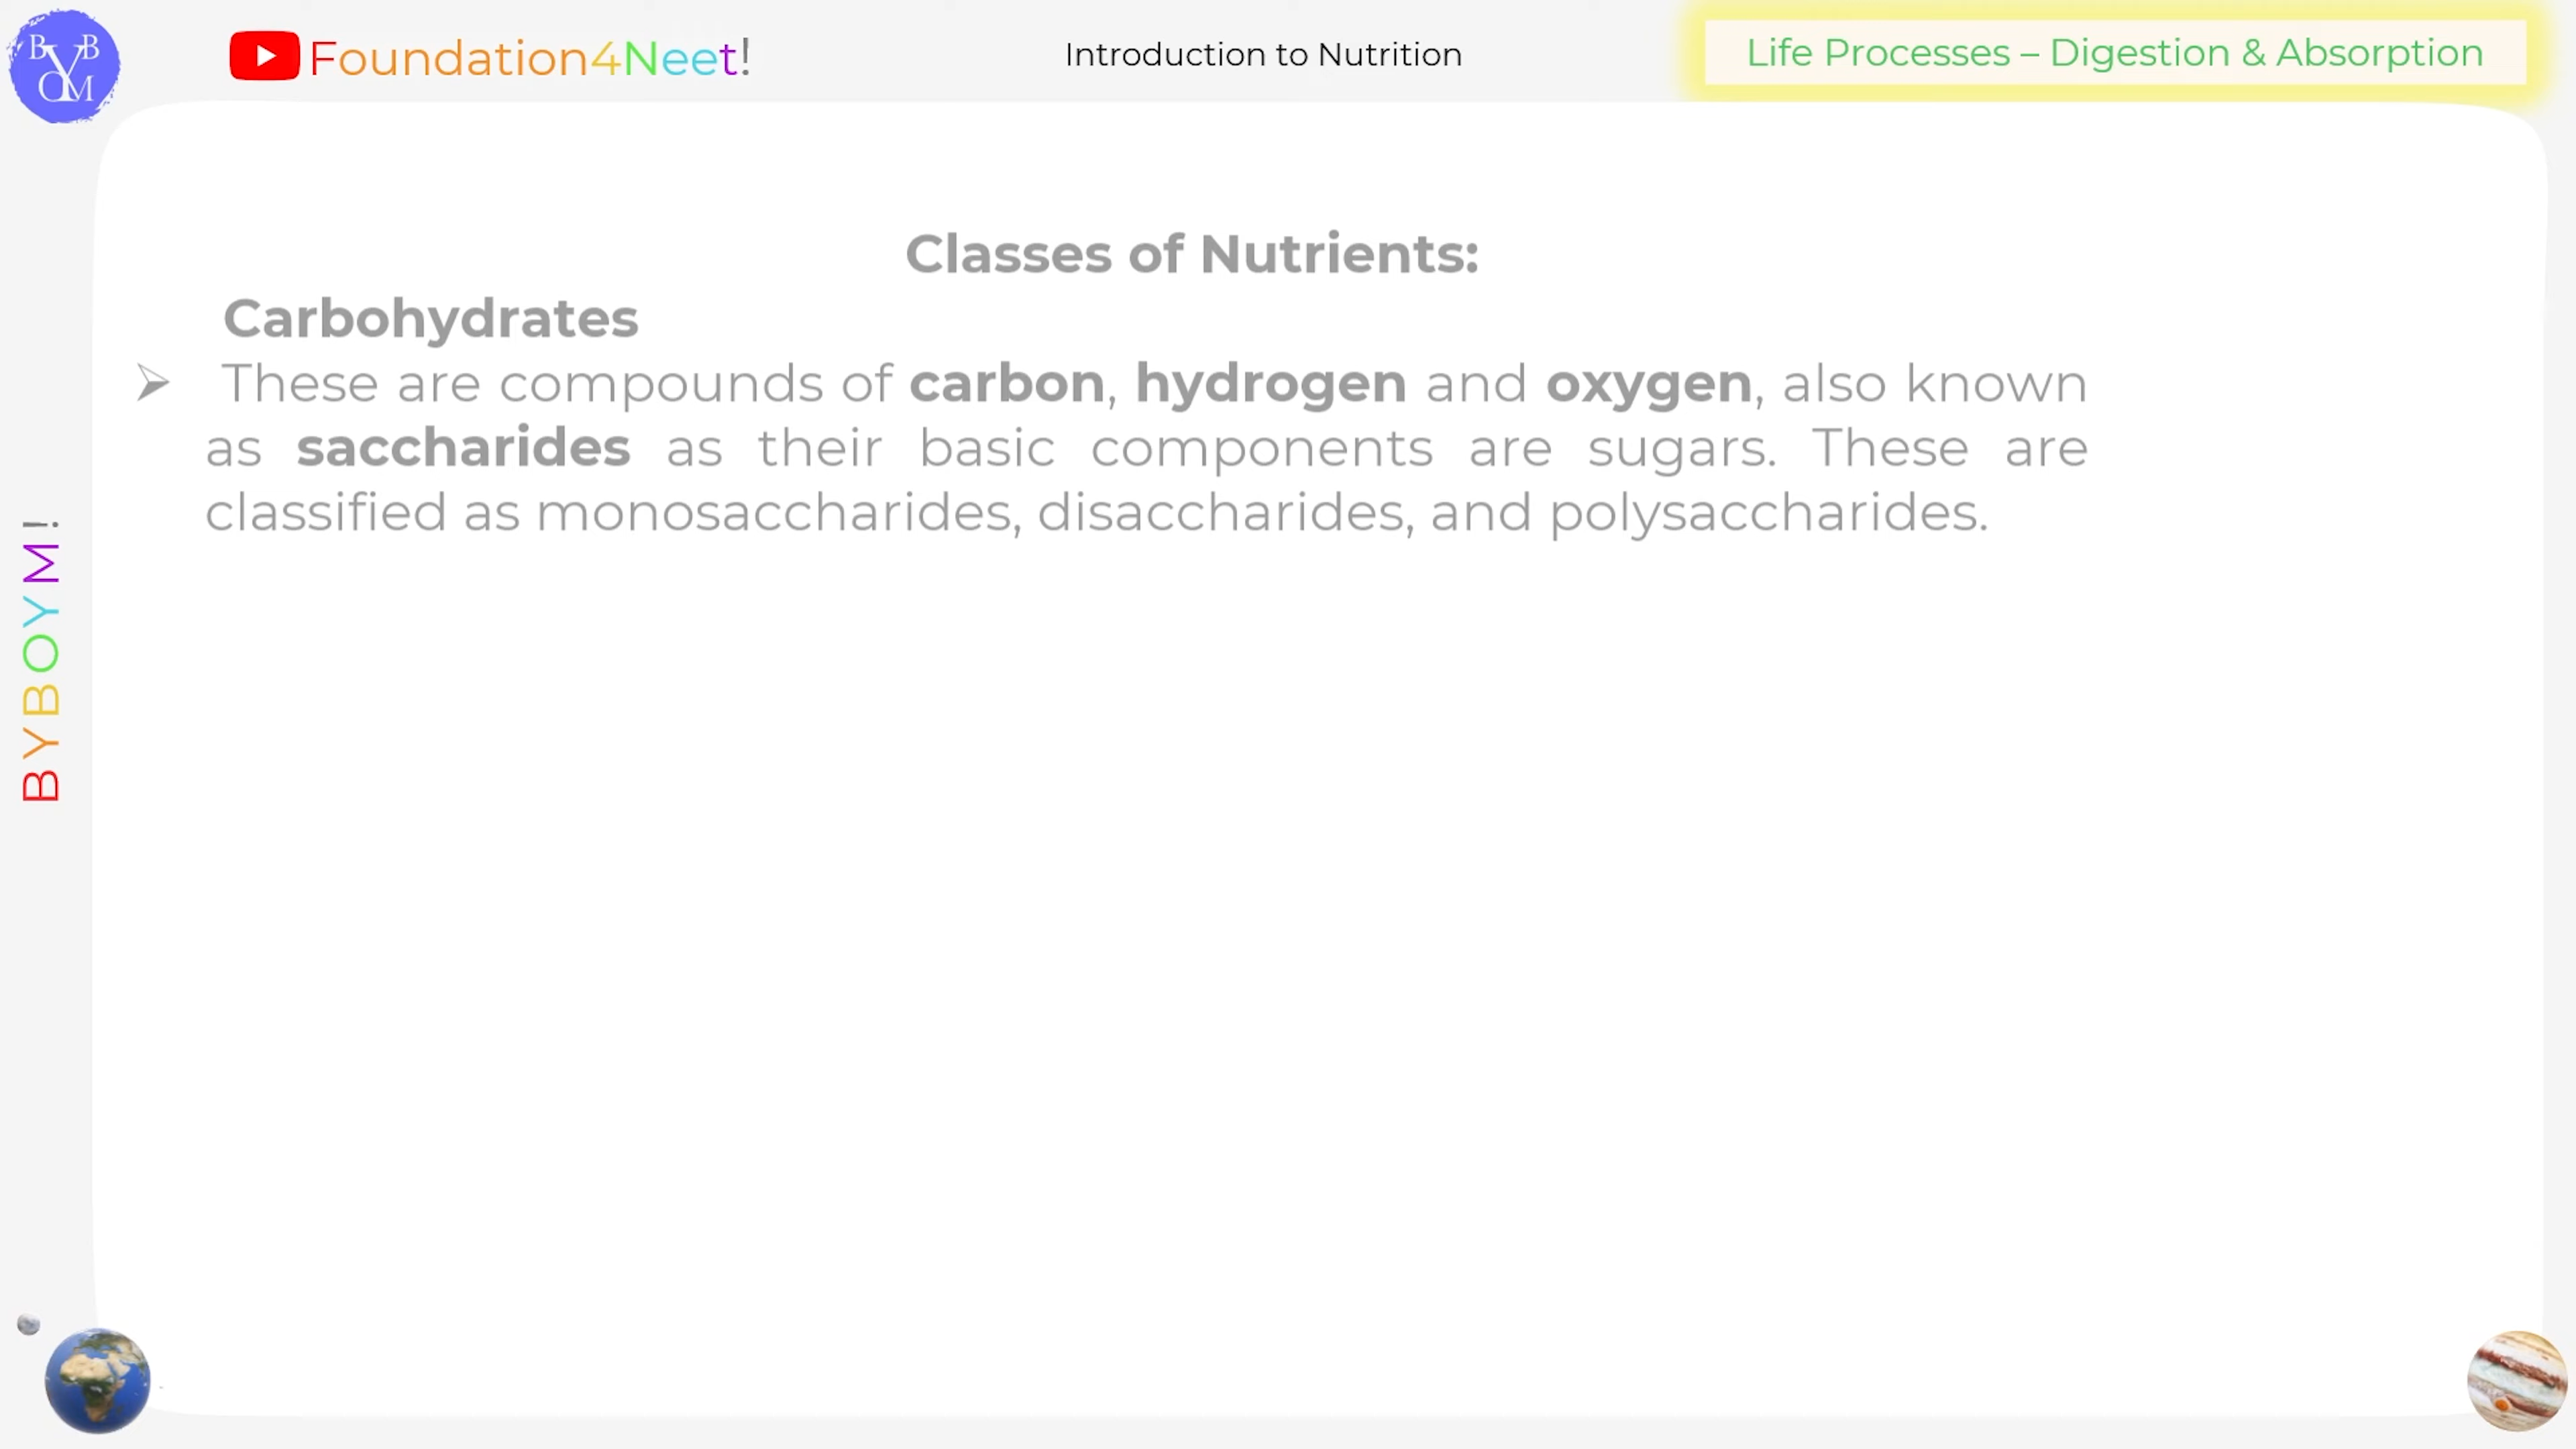 BYB
OM
Foundation4Neet!
Introduction to Nutrition
Life Processes – Digestion & Absorption
Classes of Nutrients:
Carbohydrates
➢ These are compounds of carbon, hydrogen and oxygen, also known
as saccharides as their basic components are sugars. These are
classified as monosaccharides, disaccharides, and polysaccharides.
BYBOYM!